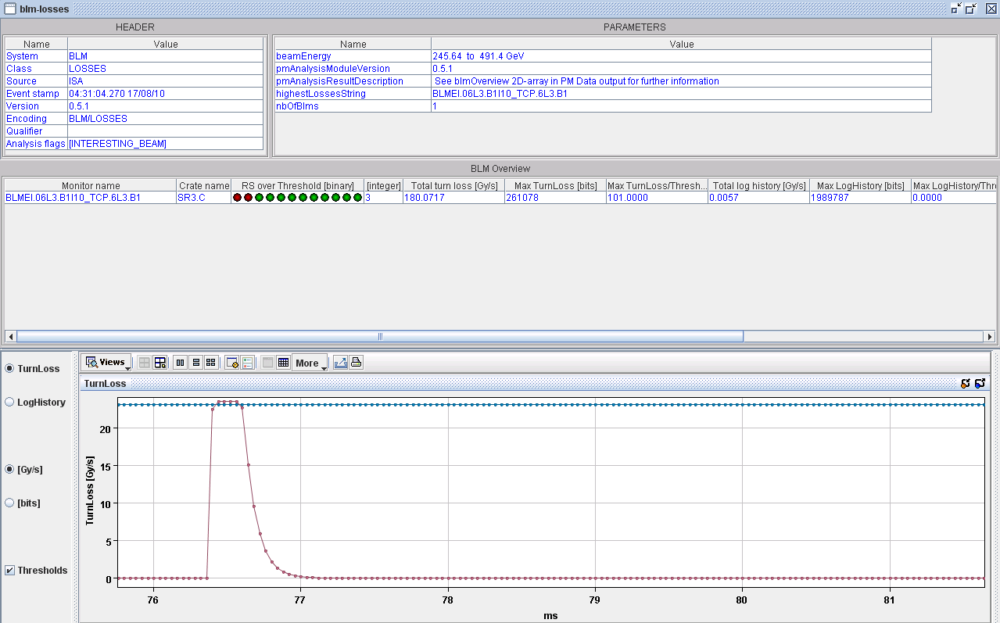 blm-losses
HEADER
Name Value
System BLM
Class LOSSES
Source ISA
Event stamp 04:31:04.270 17/08/10
Version 0.5.1
Encoding BLM/LOSSES
Qualifier
Analysis flags [INTERESTING_BEAM]
PARAMETERS
Name Value
beamEnergy 245.64 to 491.4 GeV
pmAnalysisModuleVersion 0.5.1
pmAnalysisResultDescription See blmOverview 2D-array in PM Data output for further information
highestLossesString BLMEI.06L3.B1I10_TCP.6L3.B1
nbOfBlms 1
BLM Overview
Monitor name Crate name RS over Threshold [binary] [integer] Total turn loss [Gy/s] Max TurnLoss [bits] Max TurnLoss/Thresh... Total log history [Gy/s] Max LogHistory [bits] Max LogHistory/Thr
BLMEI.06L3.B1I10_TCP.6L3.B1 SR3.C 3 180.0717 261078 101.0000 0.0057 1989787 0.0000
TurnLoss
LogHistory
[Gy/s]
[bits]
Thresholds
Views More
TurnLoss
TurnLoss [Gy/s]
20
15
10
5
0
76 77 78 79 80 81
ms